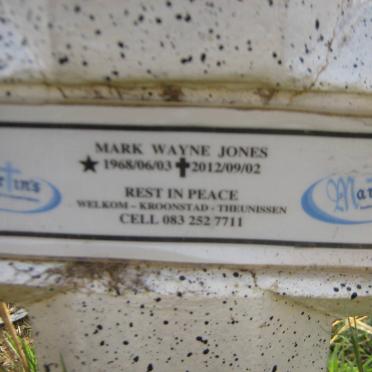 MARK WAYNE JONES
★ 1968/06/03 ✝ 2012/09/02
REST IN PEACE
WELKOM – KROONSTAD - THEUNISSEN
CELL 083 252 7711